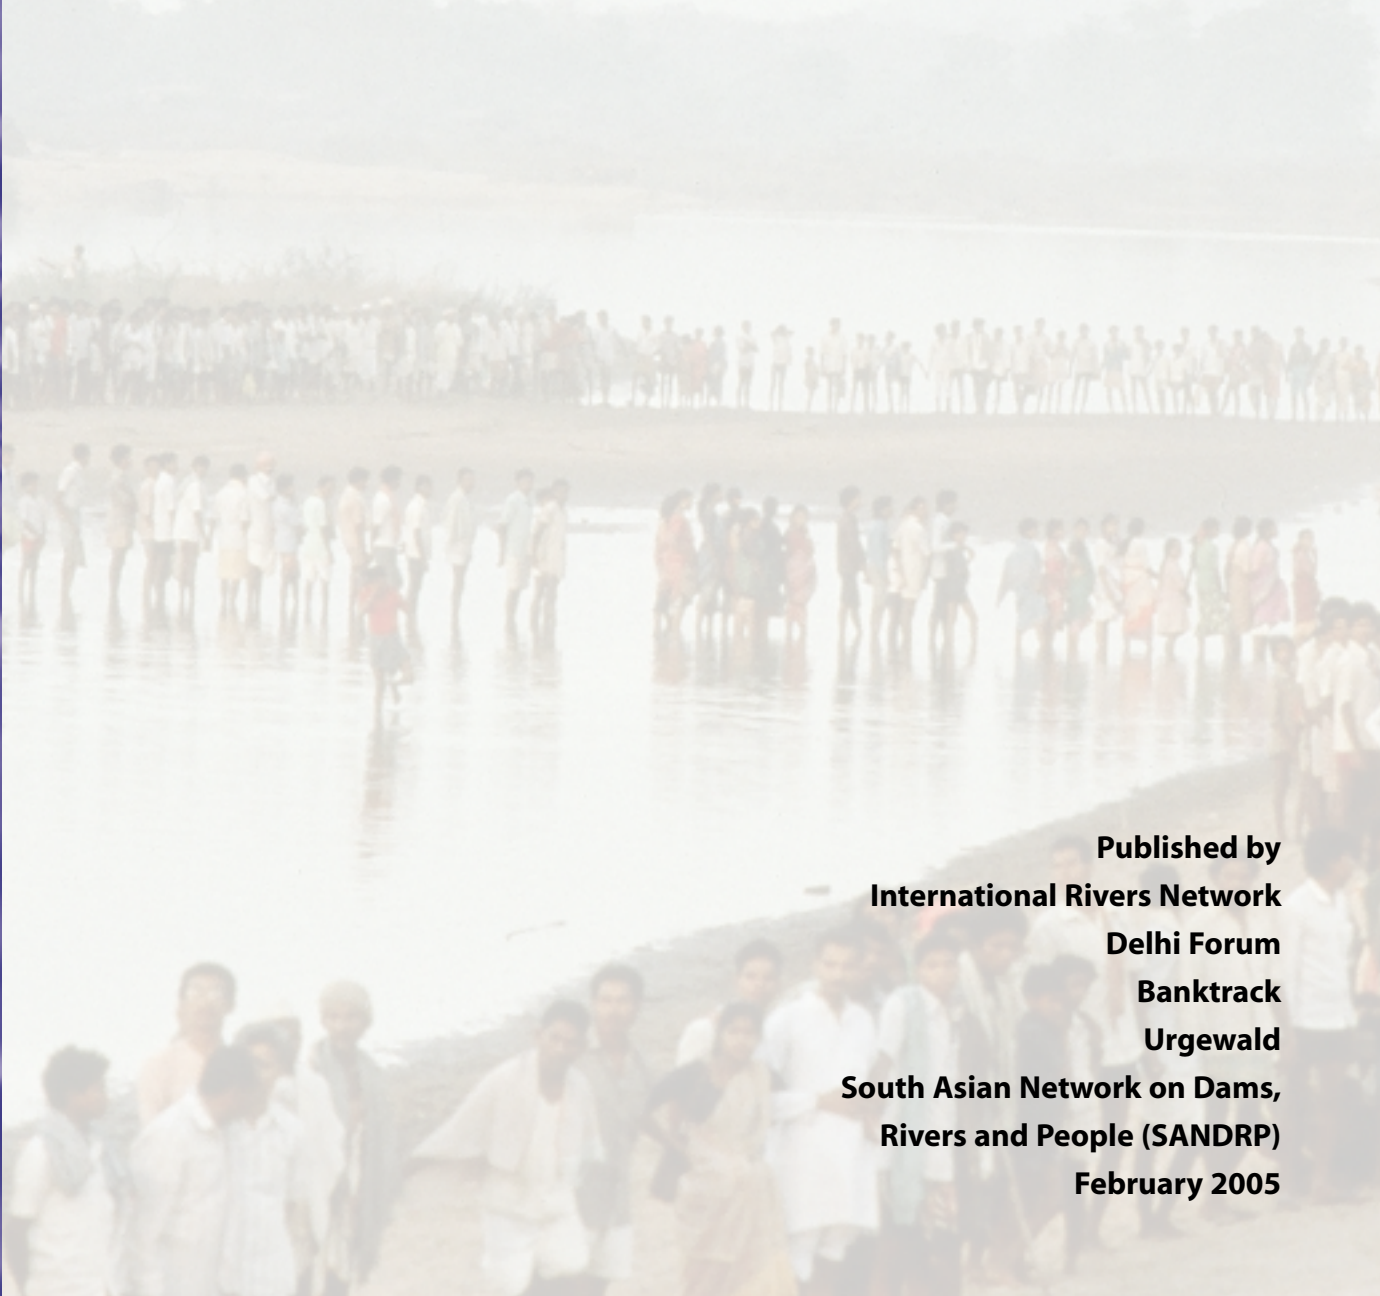 Published by
International Rivers Network
Delhi Forum
Banktrack
Urgewald
South Asian Network on Dams,
Rivers and People (SANDRP)
February 2005